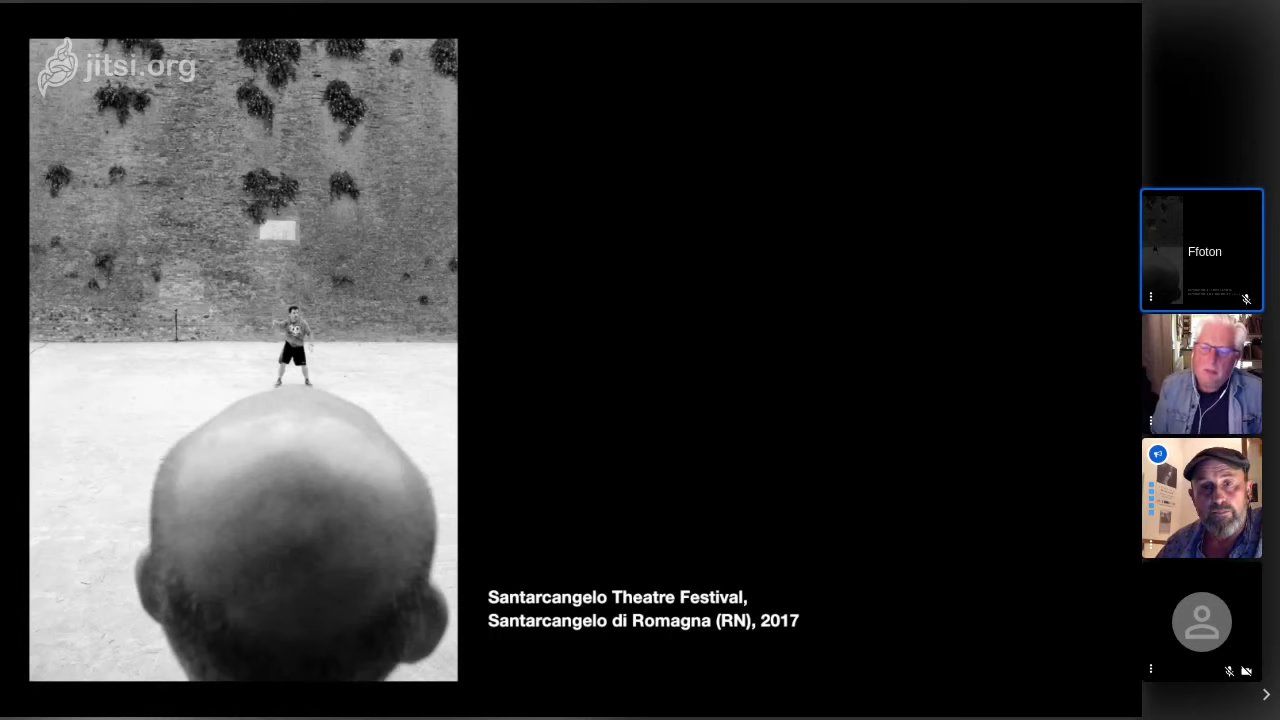 jitsi.org
Ffoton
Santarcangelo Theatre Festival,
Santarcangelo di Romagna (RN), 2017